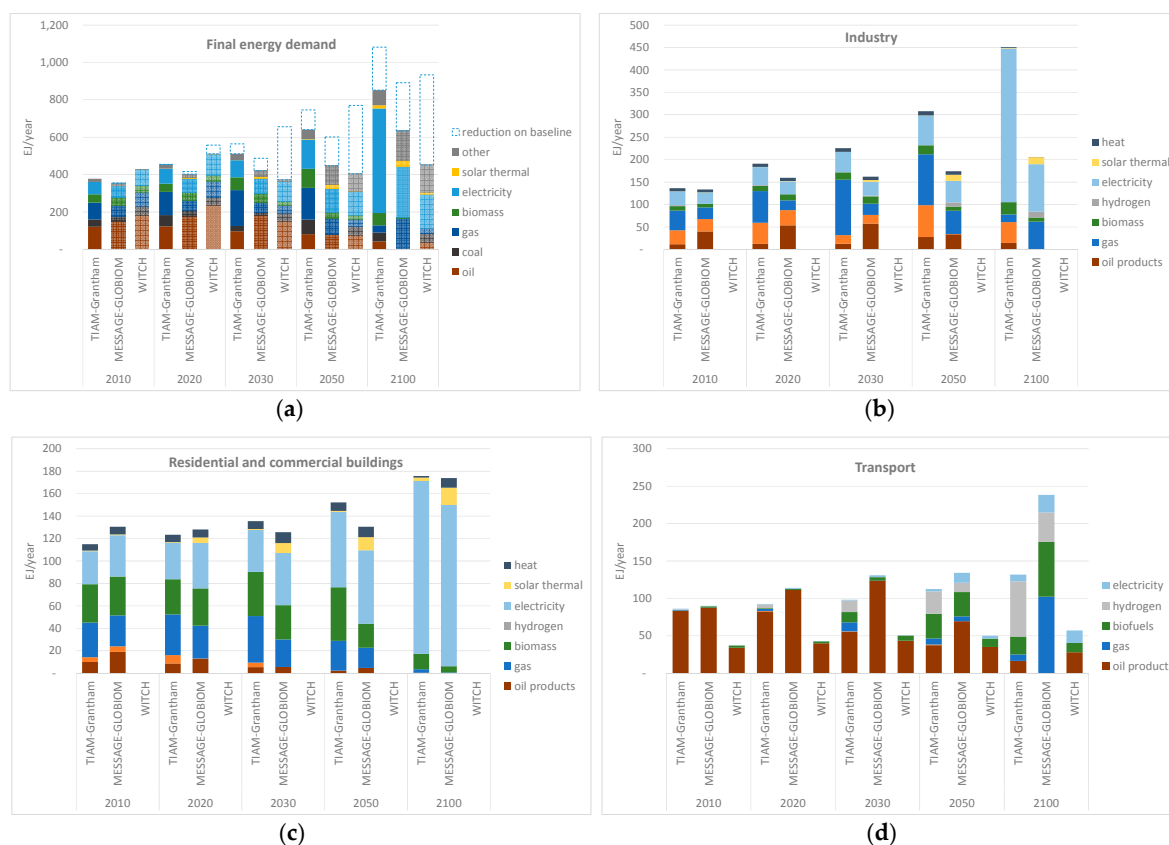 Final energy demand
EJ/year
1,200
1,000
800
600
400
200
-
TIAM-Grantham
MESSAGE-GLOBIOM
WITCH
TIAM-Grantham
MESSAGE-GLOBIOM
WITCH
TIAM-Grantham
MESSAGE-GLOBIOM
WITCH
TIAM-Grantham
MESSAGE-GLOBIOM
WITCH
TIAM-Grantham
MESSAGE-GLOBIOM
WITCH
2010 2020 2030 2050 2100
reduction on baseline
other
solar thermal
electricity
biomass
gas
coal
oil
(a)
Industry
EJ/year
500
450
400
350
300
250
200
150
100
50
-
TIAM-Grantham
MESSAGE-GLOBIOM
WITCH
TIAM-Grantham
MESSAGE-GLOBIOM
WITCH
TIAM-Grantham
MESSAGE-GLOBIOM
WITCH
TIAM-Grantham
MESSAGE-GLOBIOM
WITCH
TIAM-Grantham
MESSAGE-GLOBIOM
WITCH
2010 2020 2030 2050 2100
heat
solar thermal
electricity
hydrogen
biomass
gas
oil products
(b)
Residential and commercial buildings
EJ/year
200
180
160
140
120
100
80
60
40
20
-
TIAM-Grantham
MESSAGE-GLOBIOM
WITCH
TIAM-Grantham
MESSAGE-GLOBIOM
WITCH
TIAM-Grantham
MESSAGE-GLOBIOM
WITCH
TIAM-Grantham
MESSAGE-GLOBIOM
WITCH
TIAM-Grantham
MESSAGE-GLOBIOM
WITCH
2010 2020 2030 2050 2100
heat
solar thermal
electricity
hydrogen
biomass
gas
oil products
(c)
Transport
EJ/year
300
250
200
150
100
50
-
TIAM-Grantham
MESSAGE-GLOBIOM
WITCH
TIAM-Grantham
MESSAGE-GLOBIOM
WITCH
TIAM-Grantham
MESSAGE-GLOBIOM
WITCH
TIAM-Grantham
MESSAGE-GLOBIOM
WITCH
TIAM-Grantham
MESSAGE-GLOBIOM
WITCH
2010 2020 2030 2050 2100
electricity
hydrogen
biofuels
gas
oil products
(d)